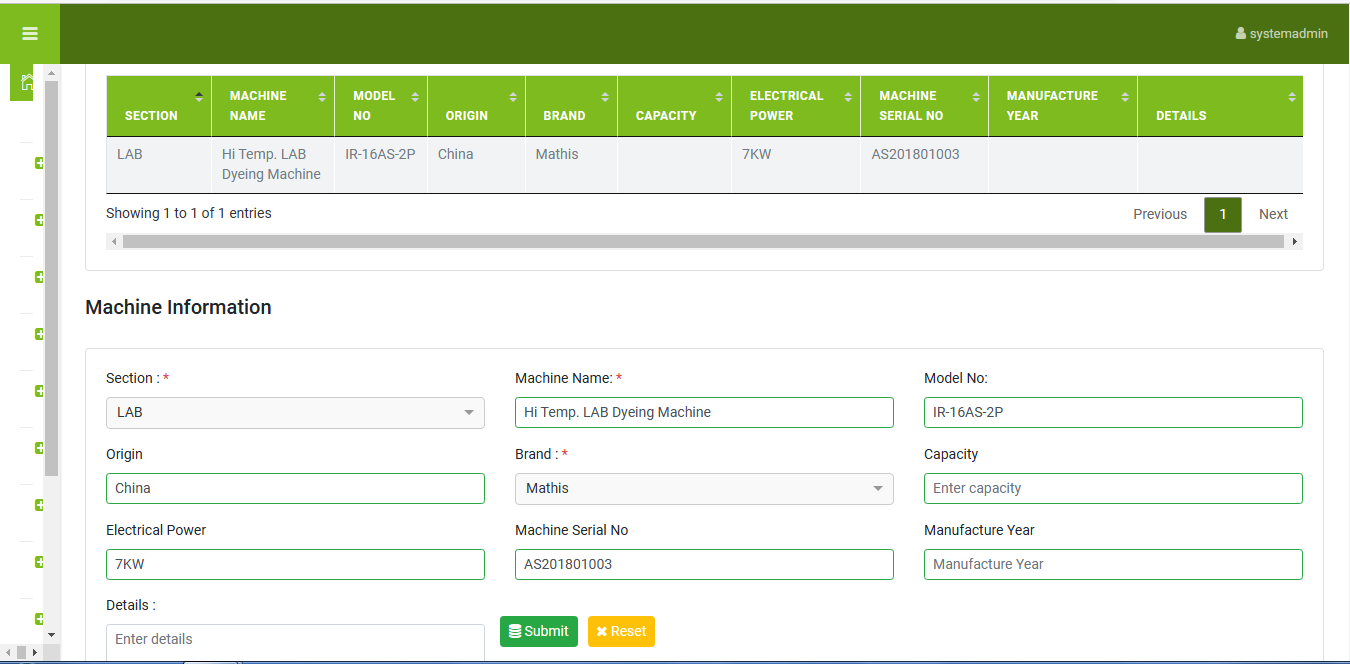 systemadmin
SECTION MACHINE NAME MODEL NO ORIGIN BRAND CAPACITY ELECTRICAL POWER MACHINE SERIAL NO MANUFACTURE YEAR DETAILS
LAB Hi Temp. LAB Dyeing Machine IR-16AS-2P China Mathis 7KW AS201801003
Showing 1 to 1 of 1 entries
Previous 1 Next
Machine Information
Section : * Machine Name: * Model No:
LAB Hi Temp. LAB Dyeing Machine IR-16AS-2P
Origin Brand : * Capacity
China Mathis Enter capacity
Electrical Power Machine Serial No Manufacture Year
7KW AS201801003 Manufacture Year
Details :
Enter details Submit Reset